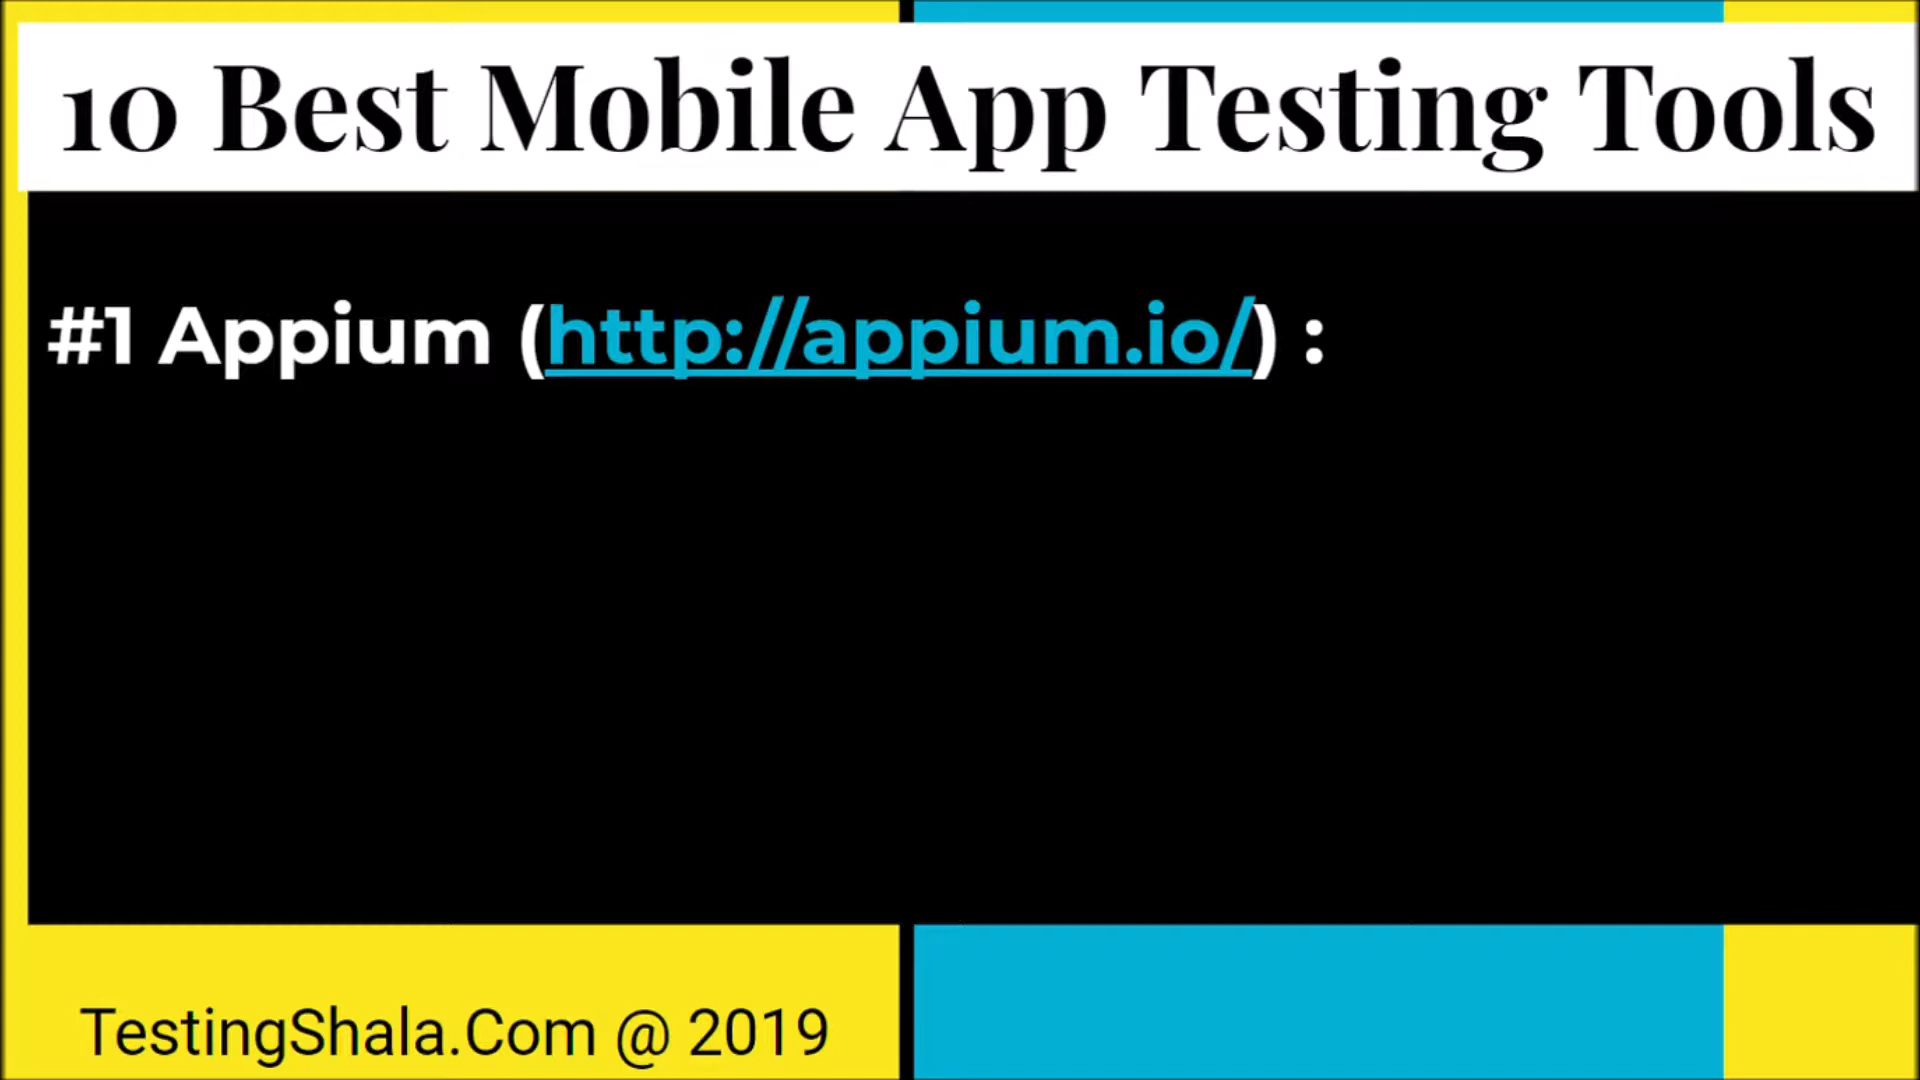 10 Best Mobile App Testing Tools
#1 Appium (http://appium.io/) :
TestingShala.Com @ 2019